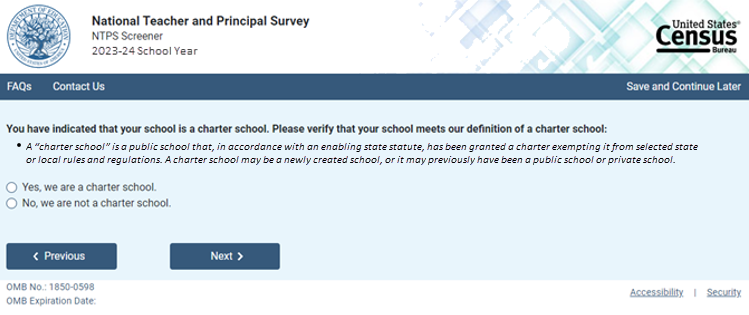 National Teacher and Principal Survey
NTPS Screener
2023-24 School Year
United States®
Census
Bureau
FAQs Contact Us Save and Continue Later
You have indicated that your school is a charter school. Please verify that your school meets our definition of a charter school:
• A “charter school” is a public school that, in accordance with an enabling state statute, has been granted a charter exempting it from selected state
or local rules and regulations. A charter school may be a newly created school, or it may previously have been a public school or private school.
Yes, we are a charter school.
No, we are not a charter school.
Previous Next
OMB No.: 1850-0598
OMB Expiration Date:
Accessibility | Security